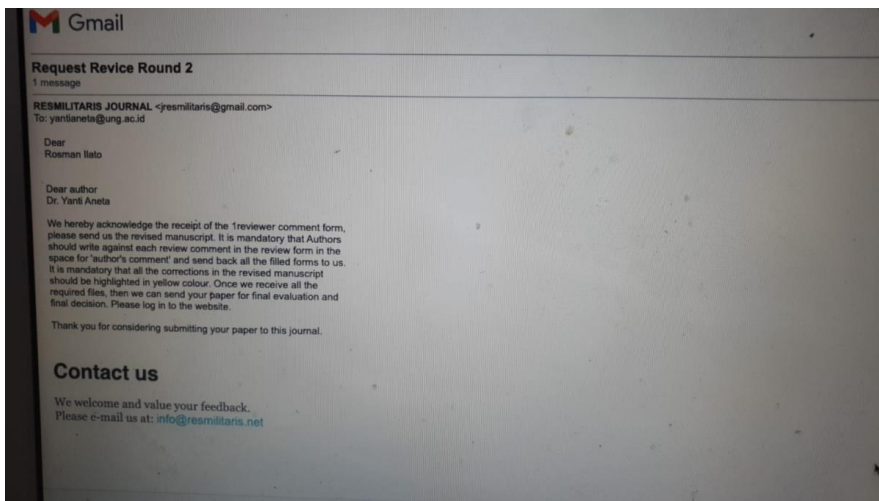 Gmail
Request Revice Round 2
1 message
RESMILITARIS JOURNAL <jresmilitaris@gmail.com>
To: yantianeta@ung.ac.id
Dear
Rosman Ilato
Dear author
Dr. Yanti Aneta
We hereby acknowledge the receipt of the 1reviewer comment form,
please send us the revised manuscript. It is mandatory that Authors
should write against each review comment in the review form in the
space for 'author's comment' and send back all the filled forms to us.
It is mandatory that all the corrections in the revised manuscript
should be highlighted in yellow colour. Once we receive all the
required files, then we can send your paper for final evaluation and
final decision. Please log in to the website.
Thank you for considering submitting your paper to this journal.
Contact us
We welcome and value your feedback.
Please e-mail us at: info@resmilitaris.net